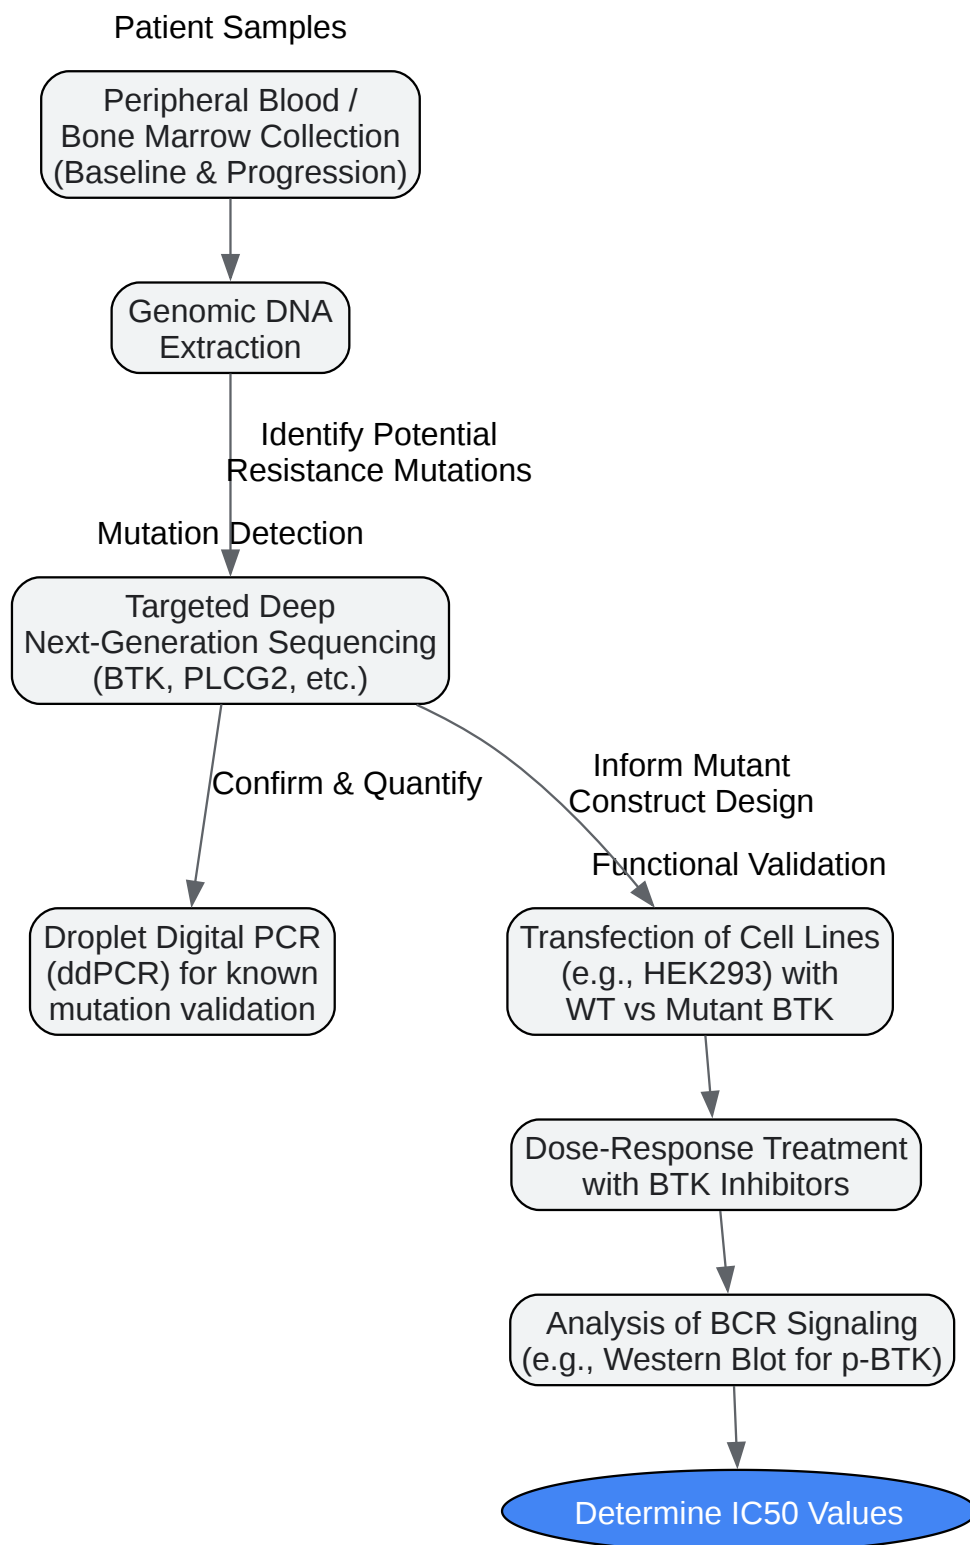 Patient Samples
Peripheral Blood /
Bone Marrow Collection
(Baseline & Progression)
Genomic DNA
Extraction
Identify Potential
Resistance Mutations
Mutation Detection
Targeted Deep
Next-Generation Sequencing
(BTK, PLCG2, etc.)
Confirm & Quantify
Inform Mutant
Construct Design
Functional Validation
Droplet Digital PCR
(ddPCR) for known
mutation validation
Transfection of Cell Lines
(e.g., HEK293) with
WT vs Mutant BTK
Dose-Response Treatment
with BTK Inhibitors
Analysis of BCR Signaling
(e.g., Western Blot for p-BTK)
Determine IC50 Values